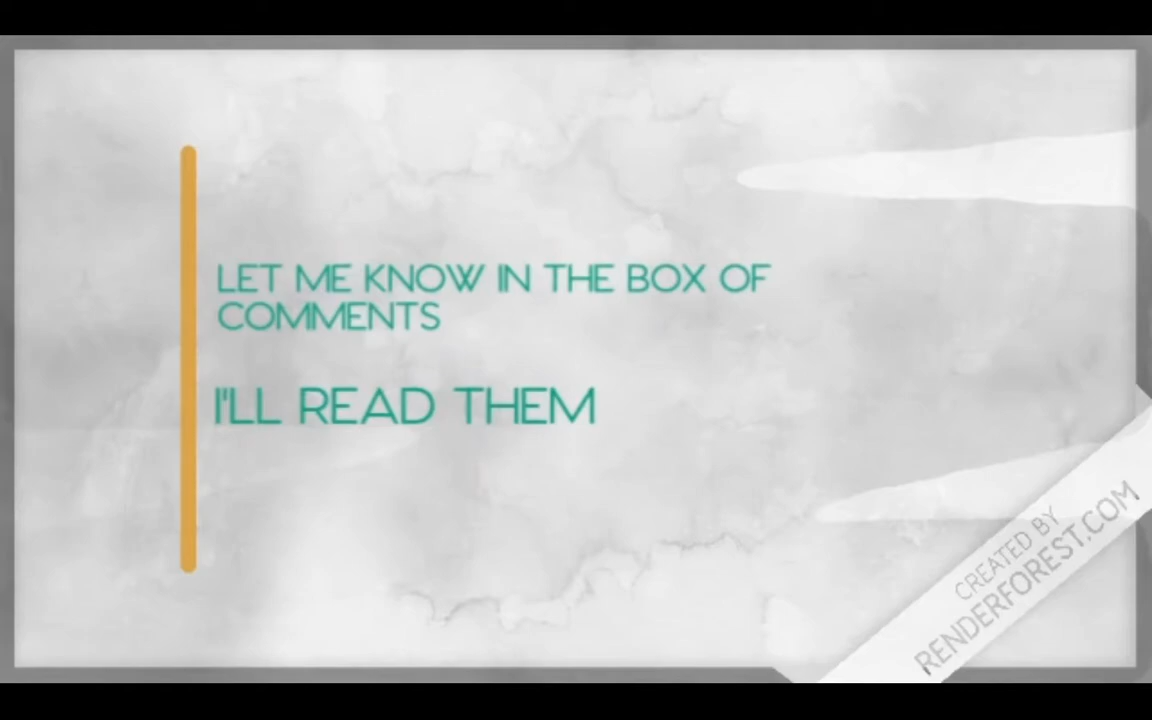 LET ME KNOW IN THE BOX OF
COMMENTS
I'LL READ THEM
CREATED BY
RENDERFOREST.COM